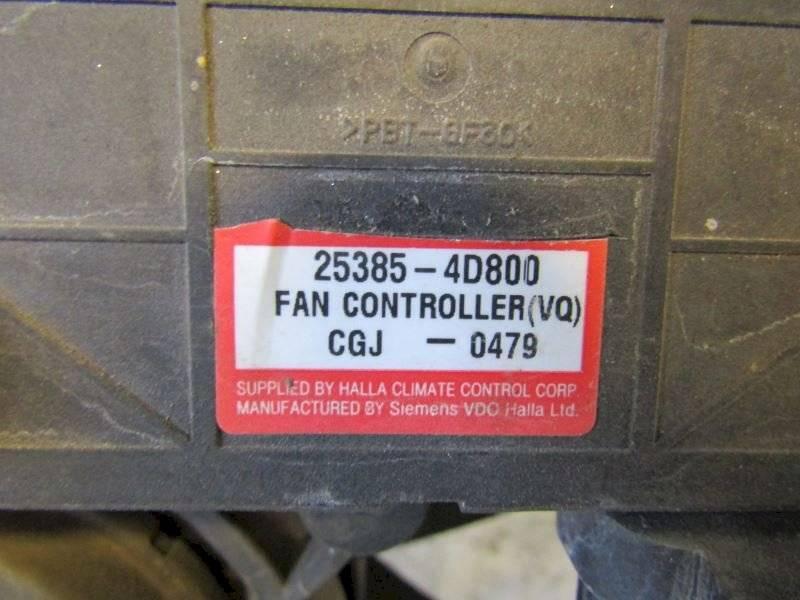 >PBT-GF30<
25385-4D800
FAN CONTROLLER(VQ)
CGJ - 0479
SUPPLIED BY HALLA CLIMATE CONTROL CORP.
MANUFACTURED BY Siemens VDO Halla Ltd.